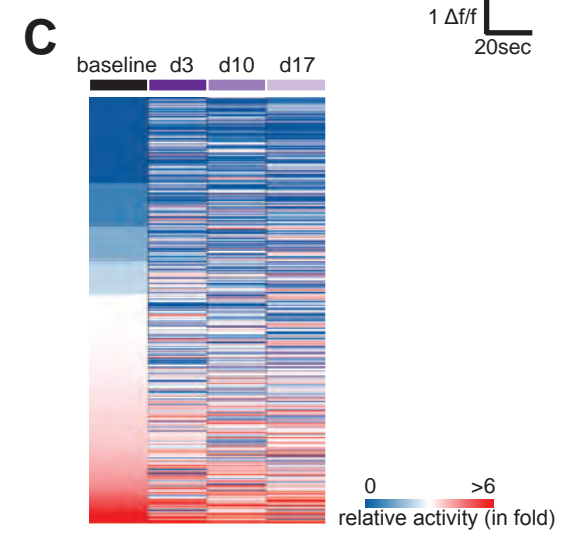 C
1 Δf/f
20sec
baseline d3 d10 d17
0 >6
relative activity (in fold)